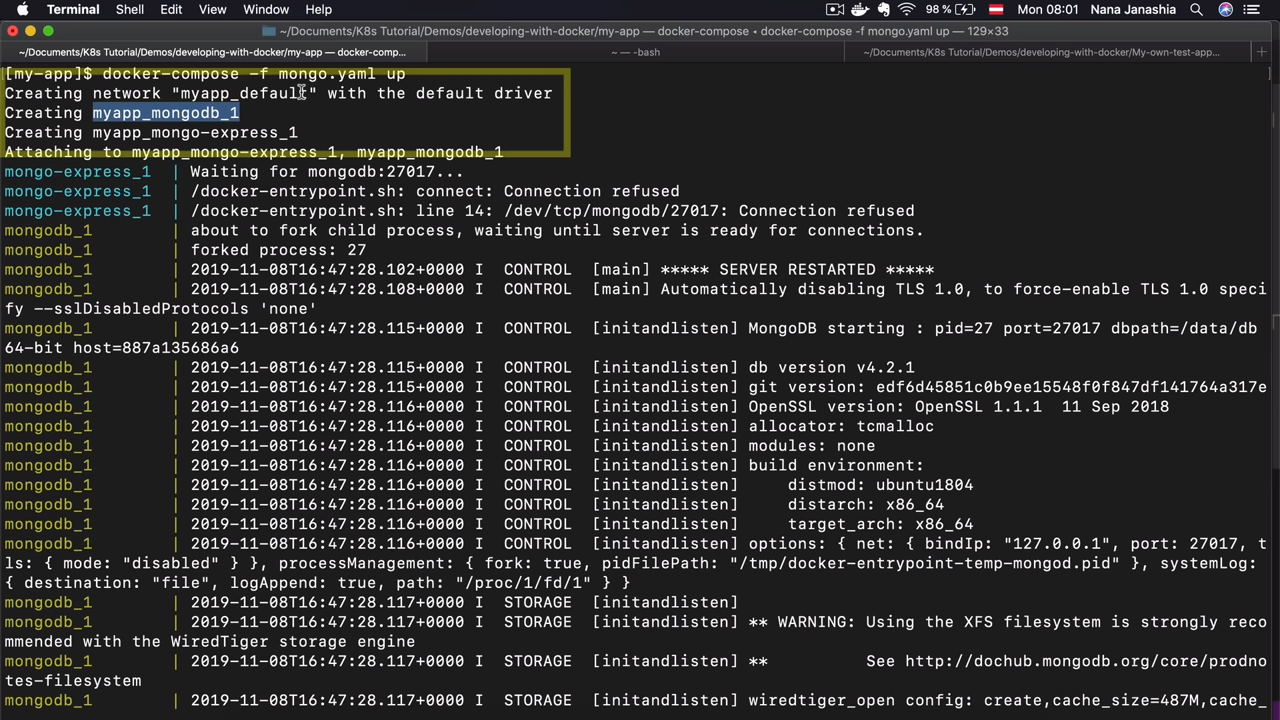 Terminal Shell Edit View Window Help 98 % Mon 08:01 Nana Janashia
~/Documents/K8s Tutorial/Demos/developing-with-docker/my-app — docker-compose • docker-compose -f mongo.yaml up — 129×33
~/Documents/K8s Tutorial/Demos/developing-with-docker/my-app — docker-comp... ~ — -bash ~/Documents/K8s Tutorial/Demos/developing-with-docker/My-own-test-app...
[my-app]$ docker-compose -f mongo.yaml up
Creating network "myapp_default" with the default driver
Creating myapp_mongodb_1
Creating myapp_mongo-express_1
Attaching to myapp_mongo-express_1, myapp_mongodb_1
mongo-express_1 | Waiting for mongodb:27017...
mongo-express_1 | /docker-entrypoint.sh: connect: Connection refused
mongo-express_1 | /docker-entrypoint.sh: line 14: /dev/tcp/mongodb/27017: Connection refused
mongodb_1 | about to fork child process, waiting until server is ready for connections.
mongodb_1 | forked process: 27
mongodb_1 | 2019-11-08T16:47:28.102+0000 I CONTROL [main] ***** SERVER RESTARTED *****
mongodb_1 | 2019-11-08T16:47:28.108+0000 I CONTROL [main] Automatically disabling TLS 1.0, to force-enable TLS 1.0 speci
fy --sslDisabledProtocols 'none'
mongodb_1 | 2019-11-08T16:47:28.115+0000 I CONTROL [initandlisten] MongoDB starting : pid=27 port=27017 dbpath=/data/db
64-bit host=887a135686a6
mongodb_1 | 2019-11-08T16:47:28.115+0000 I CONTROL [initandlisten] db version v4.2.1
mongodb_1 | 2019-11-08T16:47:28.115+0000 I CONTROL [initandlisten] git version: edf6d45851c0b9ee15548f0f847df141764a317e
mongodb_1 | 2019-11-08T16:47:28.116+0000 I CONTROL [initandlisten] OpenSSL version: OpenSSL 1.1.1 11 Sep 2018
mongodb_1 | 2019-11-08T16:47:28.116+0000 I CONTROL [initandlisten] allocator: tcmalloc
mongodb_1 | 2019-11-08T16:47:28.116+0000 I CONTROL [initandlisten] modules: none
mongodb_1 | 2019-11-08T16:47:28.116+0000 I CONTROL [initandlisten] build environment:
mongodb_1 | 2019-11-08T16:47:28.116+0000 I CONTROL [initandlisten] distmod: ubuntu1804
mongodb_1 | 2019-11-08T16:47:28.116+0000 I CONTROL [initandlisten] distarch: x86_64
mongodb_1 | 2019-11-08T16:47:28.116+0000 I CONTROL [initandlisten] target_arch: x86_64
mongodb_1 | 2019-11-08T16:47:28.116+0000 I CONTROL [initandlisten] options: { net: { bindIp: "127.0.0.1", port: 27017, t
ls: { mode: "disabled" } }, processManagement: { fork: true, pidFilePath: "/tmp/docker-entrypoint-temp-mongod.pid" }, systemLog:
{ destination: "file", logAppend: true, path: "/proc/1/fd/1" } }
mongodb_1 | 2019-11-08T16:47:28.117+0000 I STORAGE [initandlisten]
mongodb_1 | 2019-11-08T16:47:28.117+0000 I STORAGE [initandlisten] ** WARNING: Using the XFS filesystem is strongly reco
mmended with the WiredTiger storage engine
mongodb_1 | 2019-11-08T16:47:28.117+0000 I STORAGE [initandlisten] ** See http://dochub.mongodb.org/core/prodno
tes-filesystem
mongodb_1 | 2019-11-08T16:47:28.117+0000 I STORAGE [initandlisten] wiredtiger_open config: create,cache_size=487M,cache_